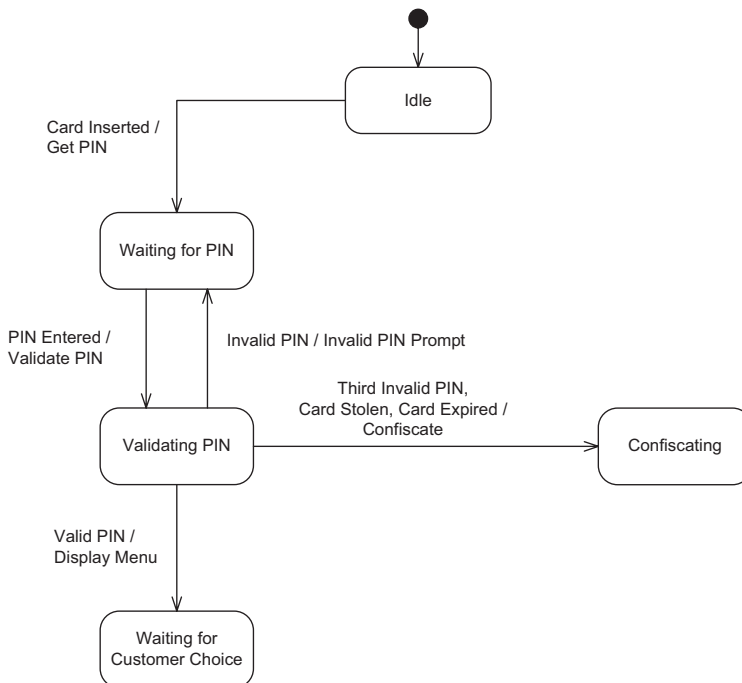 Idle
Card Inserted /
Get PIN
Waiting for PIN
PIN Entered /
Validate PIN
Invalid PIN / Invalid PIN Prompt
Third Invalid PIN,
Card Stolen, Card Expired /
Confiscate
Validating PIN
Confiscating
Valid PIN /
Display Menu
Waiting for
Customer Choice